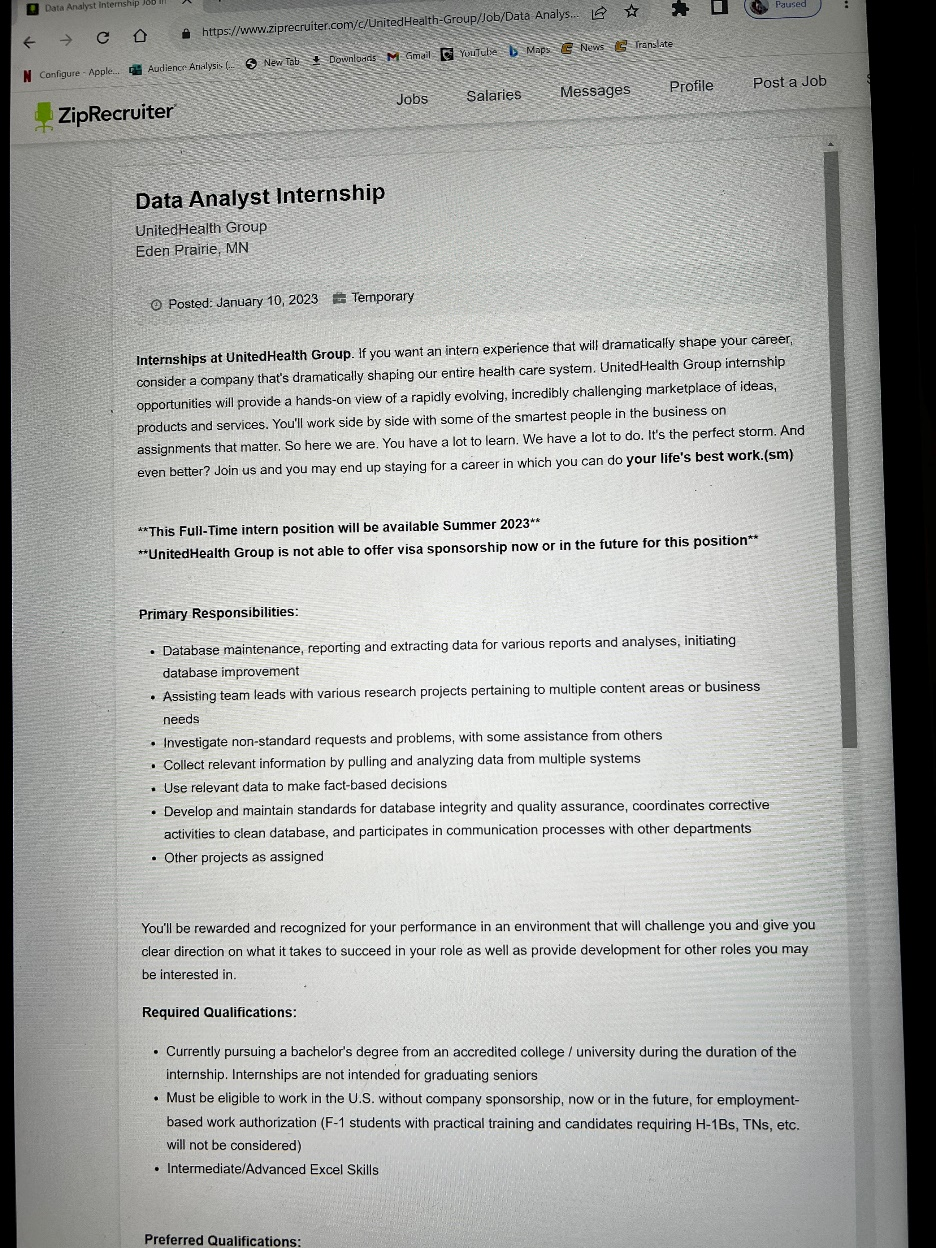 Data Analyst Internship Job in
https://www.ziprecruiter.com/c/UnitedHealth-Group/Job/Data-Analys...
Paused
Configure - Apple...
Audience Analysis (...
New Tab
Downloads
Gmail
YouTube
Maps
News
Translate
ZipRecruiter
Jobs
Salaries
Messages
Profile
Post a Job
Data Analyst Internship
UnitedHealth Group
Eden Prairie, MN
Posted: January 10, 2023 Temporary
Internships at UnitedHealth Group. If you want an intern experience that will dramatically shape your career,
consider a company that's dramatically shaping our entire health care system. UnitedHealth Group internship
opportunities will provide a hands-on view of a rapidly evolving, incredibly challenging marketplace of ideas,
products and services. You'll work side by side with some of the smartest people in the business on
assignments that matter. So here we are. You have a lot to learn. We have a lot to do. It's the perfect storm. And
even better? Join us and you may end up staying for a career in which you can do your life's best work.(sm)
**This Full-Time intern position will be available Summer 2023**
**UnitedHealth Group is not able to offer visa sponsorship now or in the future for this position**
Primary Responsibilities:
• Database maintenance, reporting and extracting data for various reports and analyses, initiating
database improvement
• Assisting team leads with various research projects pertaining to multiple content areas or business
needs
• Investigate non-standard requests and problems, with some assistance from others
• Collect relevant information by pulling and analyzing data from multiple systems
• Use relevant data to make fact-based decisions
• Develop and maintain standards for database integrity and quality assurance, coordinates corrective
activities to clean database, and participates in communication processes with other departments
• Other projects as assigned
You'll be rewarded and recognized for your performance in an environment that will challenge you and give you
clear direction on what it takes to succeed in your role as well as provide development for other roles you may
be interested in.
Required Qualifications:
• Currently pursuing a bachelor's degree from an accredited college / university during the duration of the
internship. Internships are not intended for graduating seniors
• Must be eligible to work in the U.S. without company sponsorship, now or in the future, for employment-
based work authorization (F-1 students with practical training and candidates requiring H-1Bs, TNs, etc.
will not be considered)
• Intermediate/Advanced Excel Skills
Preferred Qualifications: